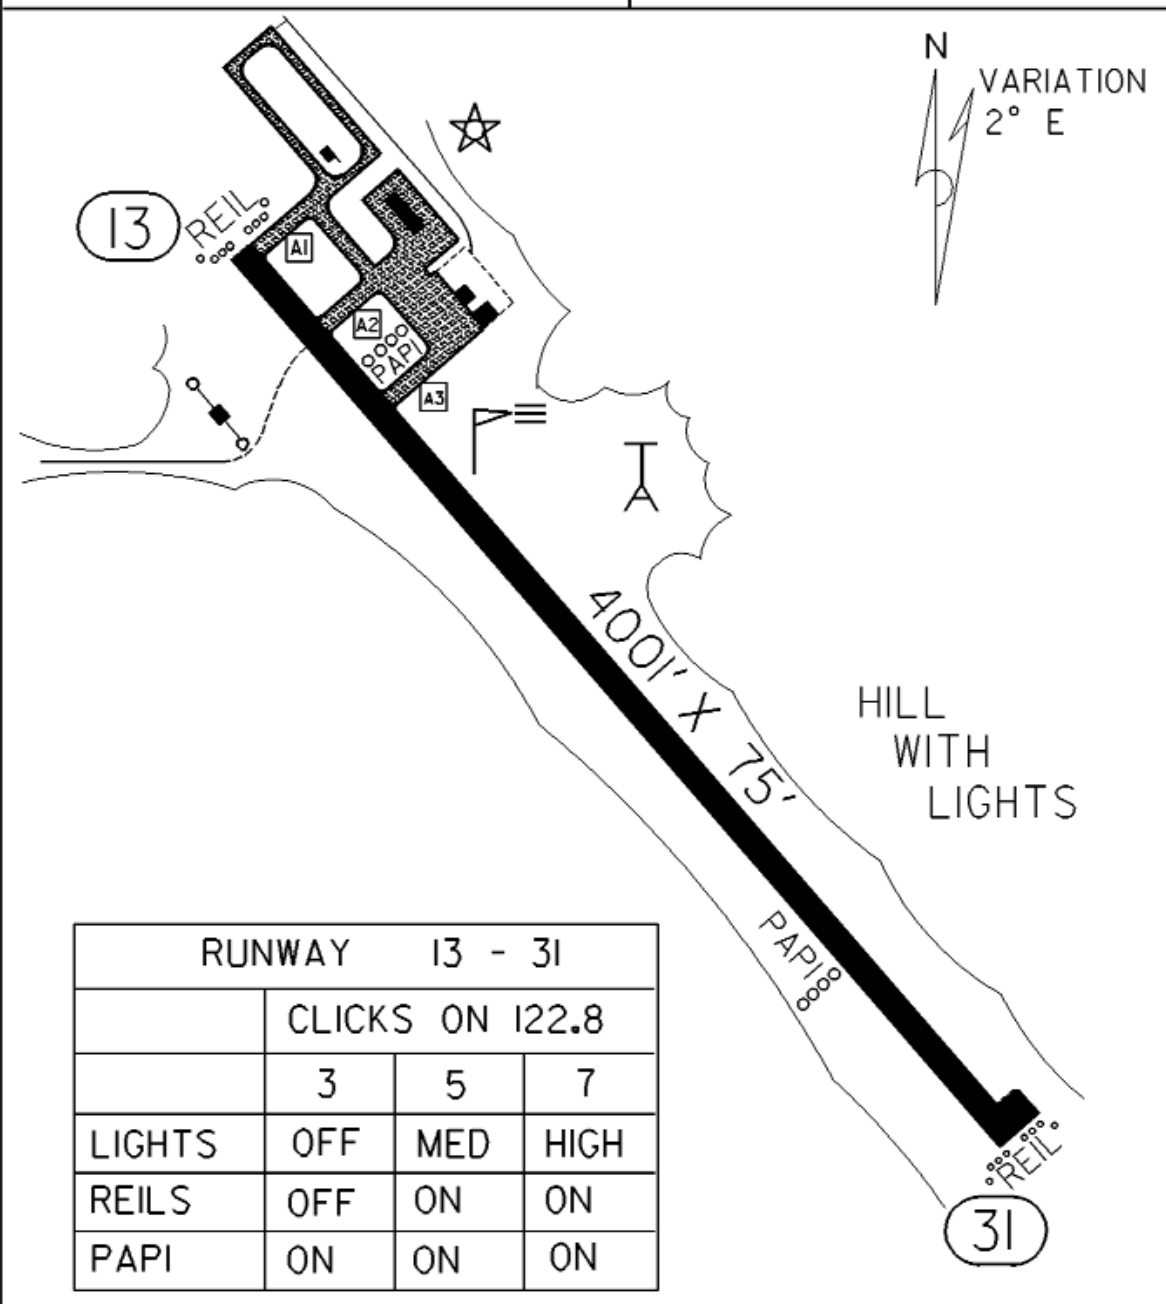 N
VARIATION
2° E
13
REIL
A1
A2
PAPI
A3
4001' X 75'
HILL
WITH
LIGHTS
PAPI
REIL
31
RUNWAY 13 - 31
CLICKS ON 122.8
3 5 7
LIGHTS OFF MED HIGH
REILS OFF ON ON
PAPI ON ON ON